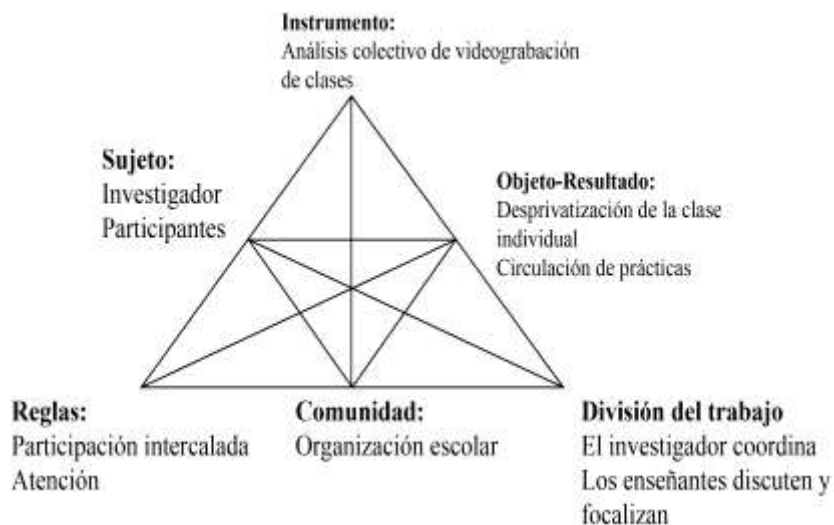 Instrumento:
Análisis colectivo de videograbación
de clases
Sujeto:
Investigador
Participantes
Objeto-Resultado:
Desprivatización de la clase
individual
Circulación de prácticas
Reglas:
Participación intercalada
Atención
Comunidad:
Organización escolar
División del trabajo
El investigador coordina
Los enseñantes discuten y
focalizan